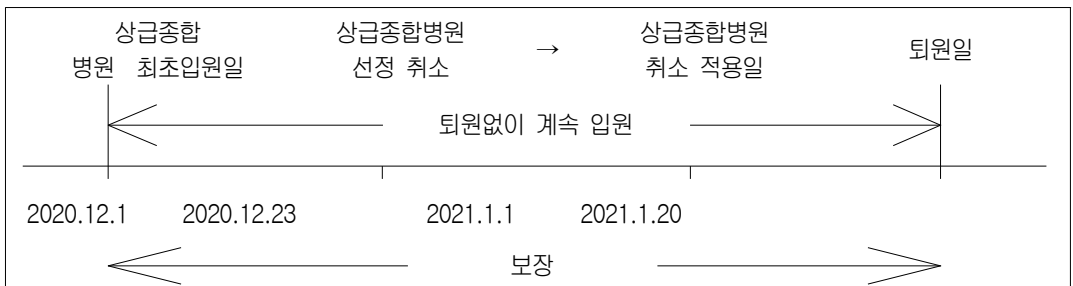 상급종합 상급종합병원 → 상급종합병원 퇴원일
병원 최초입원일 선정 취소 취소 적용일
퇴원없이 계속 입원
2020.12.1 2020.12.23 2021.1.1 2021.1.20
보장